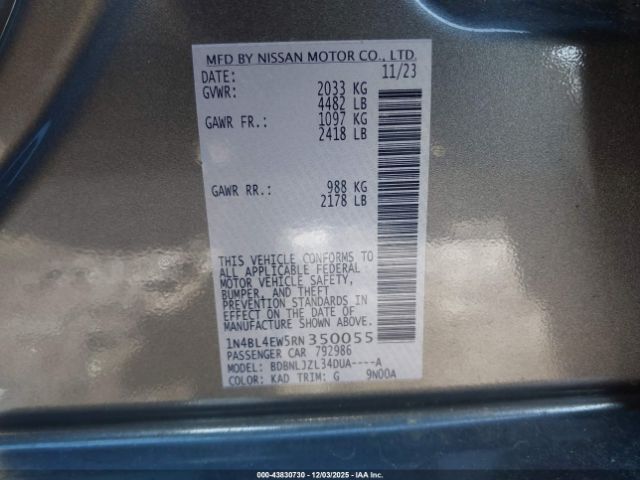 MFD BY NISSAN MOTOR CO., LTD.
DATE: 11/23
GVWR: 2033 KG
4482 LB
GAWR FR.: 1097 KG
2418 LB
GAWR RR.: 988 KG
2178 LB
THIS VEHICLE CONFORMS TO
ALL APPLICABLE FEDERAL
MOTOR VEHICLE SAFETY,
BUMPER, AND THEFT
PREVENTION STANDARDS IN
EFFECT ON THE DATE OF
MANUFACTURE SHOWN ABOVE.
1N4BL4EW5RN350055
PASSENGER CAR 792986
MODEL: BDBNLJZL34DUA----A
COLOR: KAD TRIM: G 9N00A
000-43830730 - 12/03/2025 - IAA Inc.